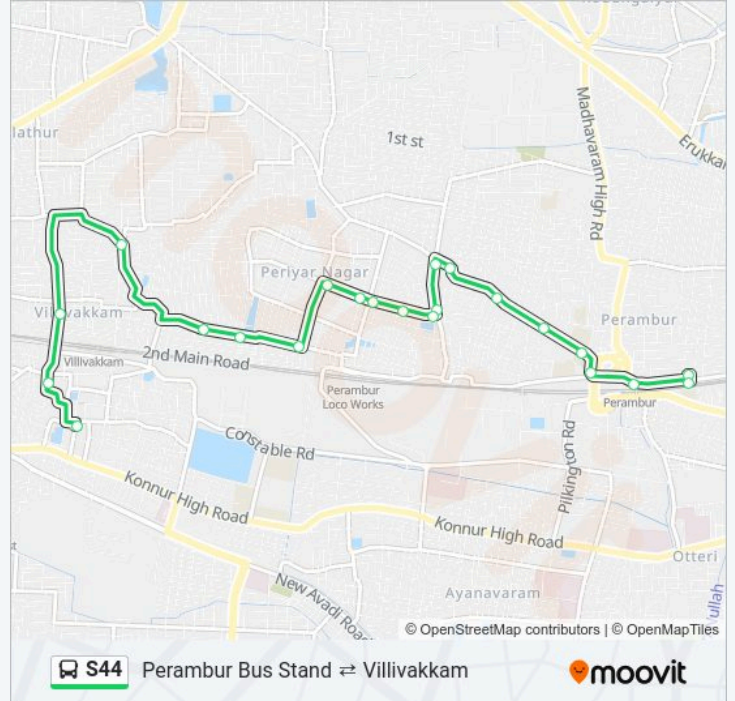 lathur
1st st
Madhavaram High Rd
Erukka
Periyar Nagar
Villivakkam
Perambur
Villivakkam
2nd Main Road
Perambur
Loco Works
Perambur
Constable Rd
Pilkington Rd
Konnur High Road
Konnur High Road
Otteri
New Avadi Road
Ayanavaram
ullah
© OpenStreetMap contributors | © OpenMapTiles
S44 Perambur Bus Stand ⇄ Villivakkam
moovit